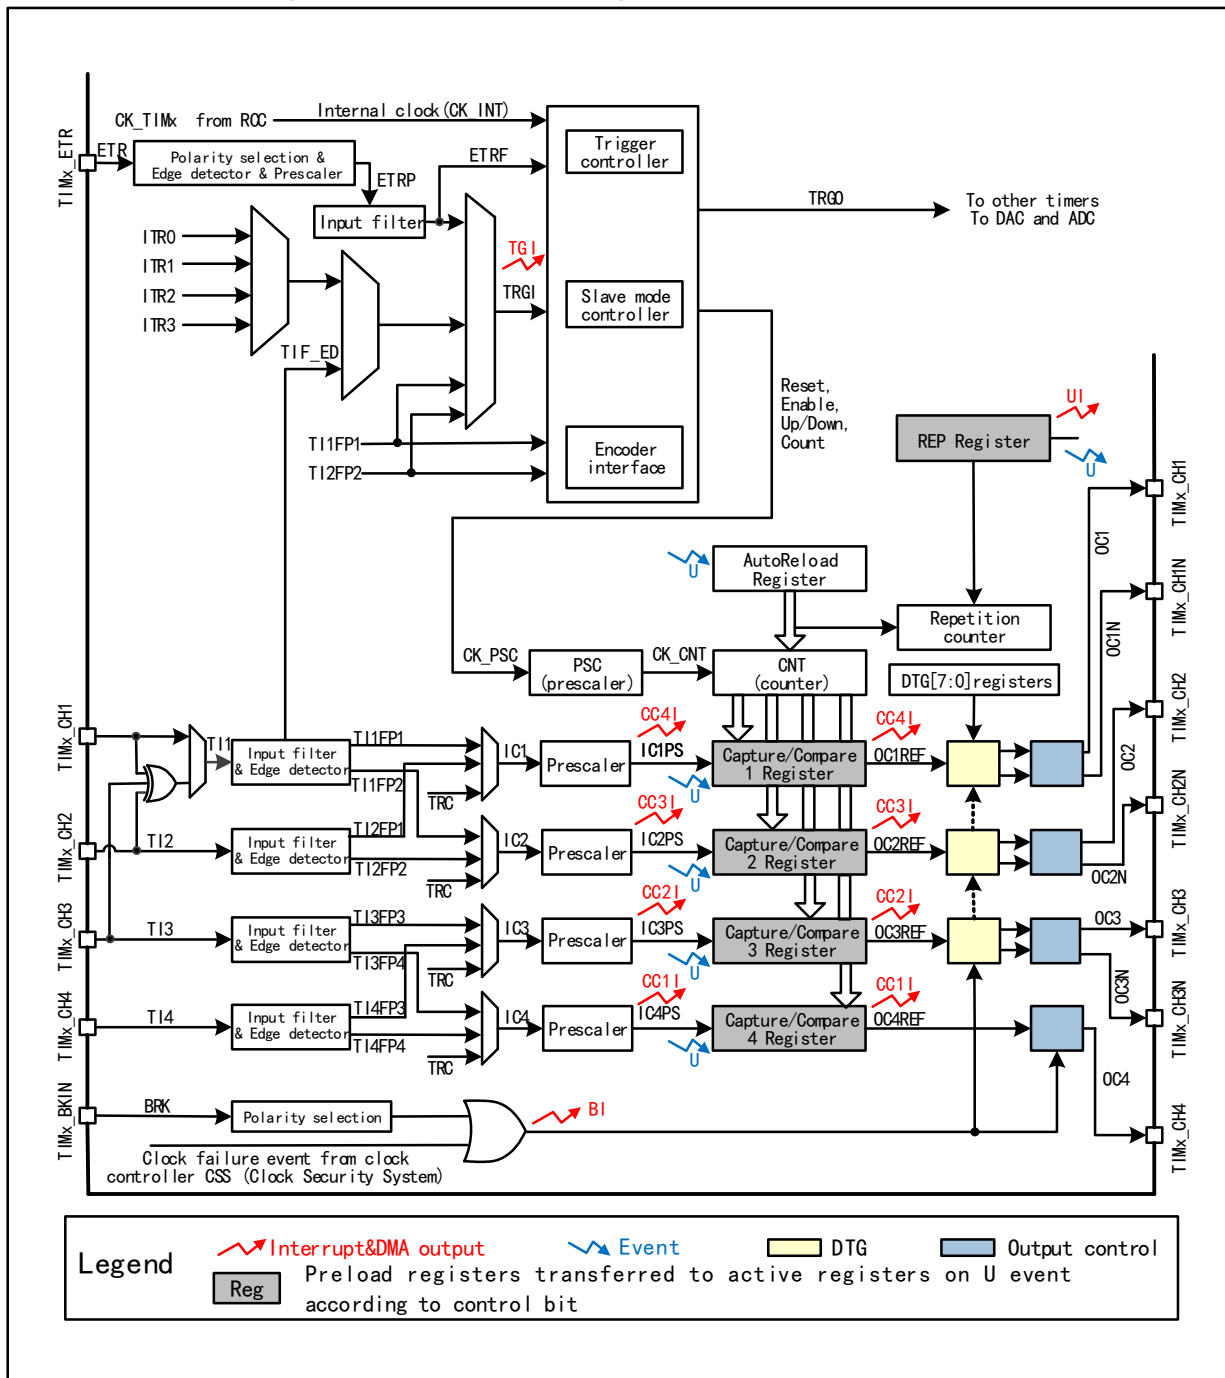 CK_TIMx from RCC
Internal clock(CK_INT)
TIMx_ETR
ETR
Polarity selection &
Edge detector & Prescaler
ETRP
Input filter
ETRF
Trigger
controller
TRGO
To other timers
To DAC and ADC
ITR0
ITR1
ITR2
ITR3
TIF_ED
TGI
TRGI
Slave mode
controller
TI1FP1
TI2FP2
Encoder
interface
Reset,
Enable,
Up/Down,
Count
UI
REP Register
U
AutoReload
Register
U
Repetition
counter
CK_PSC
PSC
(prescaler)
CK_CNT
CNT
(counter)
DTG[7:0]registers
TIMx_CH1
TI1
Input filter
& Edge detector
TI1FP1
TI1FP2
TRC
IC1
Prescaler
CC4I
IC1PS
U
Capture/Compare
1 Register
CC4I
OC1REF
OC1
TIMx_CH1
OC1N
TIMx_CH1N
TIMx_CH2
TI2
Input filter
& Edge detector
TI2FP1
TI2FP2
TRC
IC2
Prescaler
CC3I
IC2PS
U
Capture/Compare
2 Register
CC3I
OC2REF
OC2
TIMx_CH2
OC2N
TIMx_CH2N
TIMx_CH3
TI3
Input filter
& Edge detector
TI3FP3
TI3FP4
TRC
IC3
Prescaler
CC2I
IC3PS
U
Capture/Compare
3 Register
CC2I
OC3REF
OC3
TIMx_CH3
OC3N
TIMx_CH3N
TIMx_CH4
TI4
Input filter
& Edge detector
TI4FP3
TI4FP4
TRC
IC4
Prescaler
CC1I
IC4PS
U
Capture/Compare
4 Register
CC1I
OC4REF
OC4
TIMx_CH4
TIMx_BKIN
BRK
Polarity selection
BI
Clock failure event from clock
controller CSS (Clock Security System)
Legend
Interrupt&DMA output
Event
DTG
Output control
Reg
Preload registers transferred to active registers on U event
according to control bit